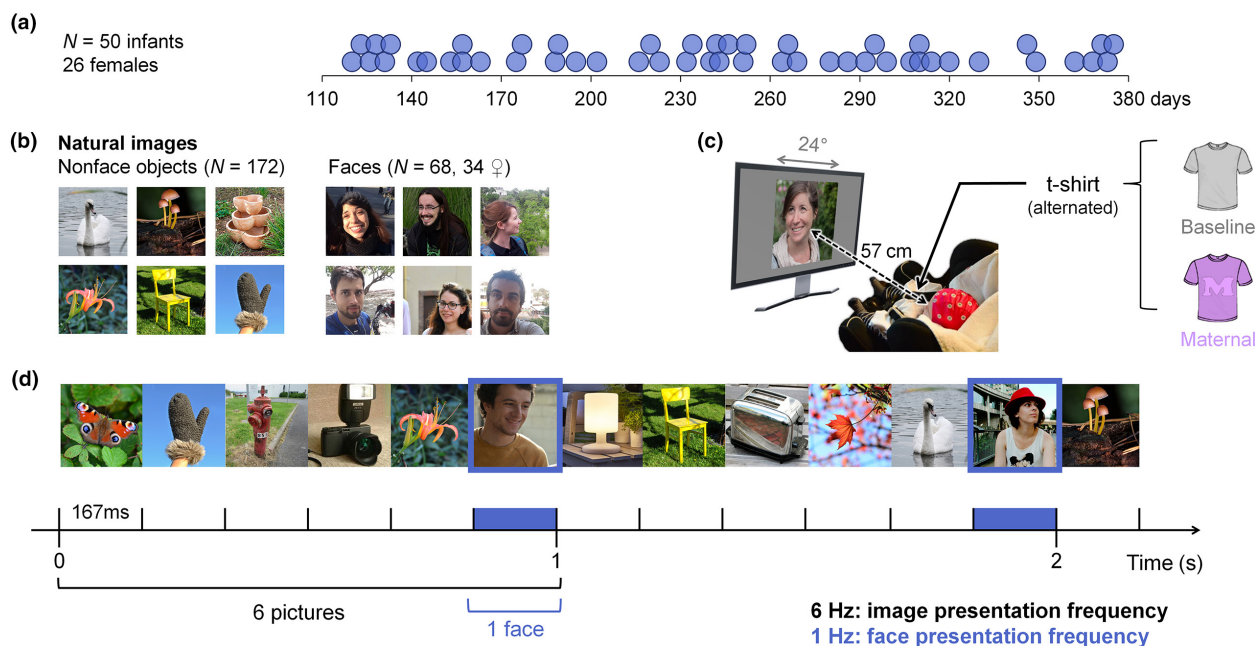 (a)
N = 50 infants
26 females
110 140 170 200 230 260 290 320 350 380 days
(b)
Natural images
Nonface objects (N = 172)
Faces (N = 68, 34 ♀)
(c)
24°
57 cm
t-shirt
(alternated)
Baseline
M
Maternal
(d)
167ms
0 1 2 Time (s)
6 pictures
1 face
6 Hz: image presentation frequency
1 Hz: face presentation frequency